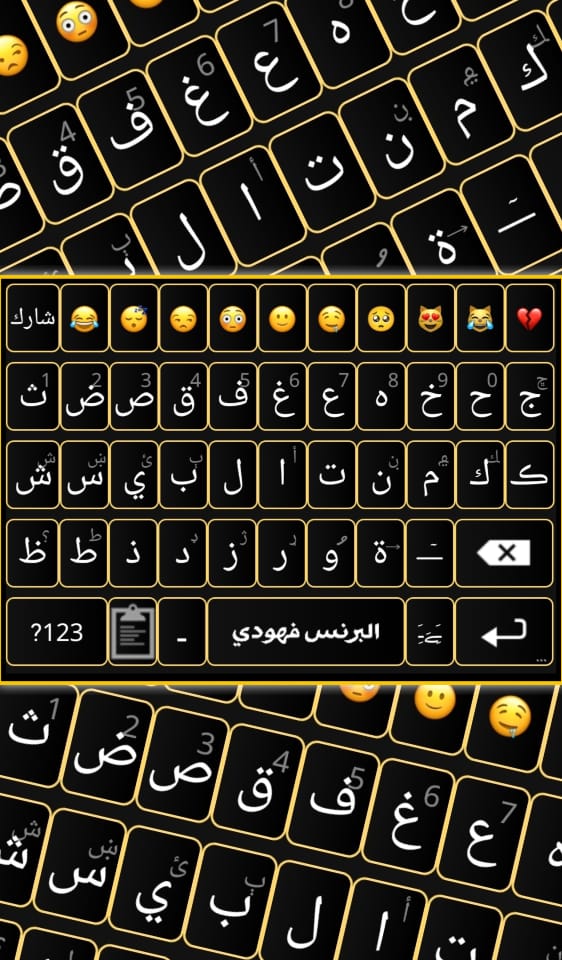 7
6 ع ه
5 غ ك
4 ف م
ق ن
ت
أ ا
ل
ة
شارك 😂 😴 😒 😳 🙂 🤤 🥺 😻 😹 💔
ث 1 ض 2 ص 3 ق 4 ف 5 غ 6 ع 7 ه 8 خ 9 ح 0 ج
ش س ي ئ ب ل ا أ ت ن م ك ك
ظ ط ذ د ز ر و ة ـ
?123 - البرنس فهودي ...
ث 1 ض 2 ص 3 ق 4 ف 5 غ 6 ع 7
ش س ي ئ ب ل ا أ ت